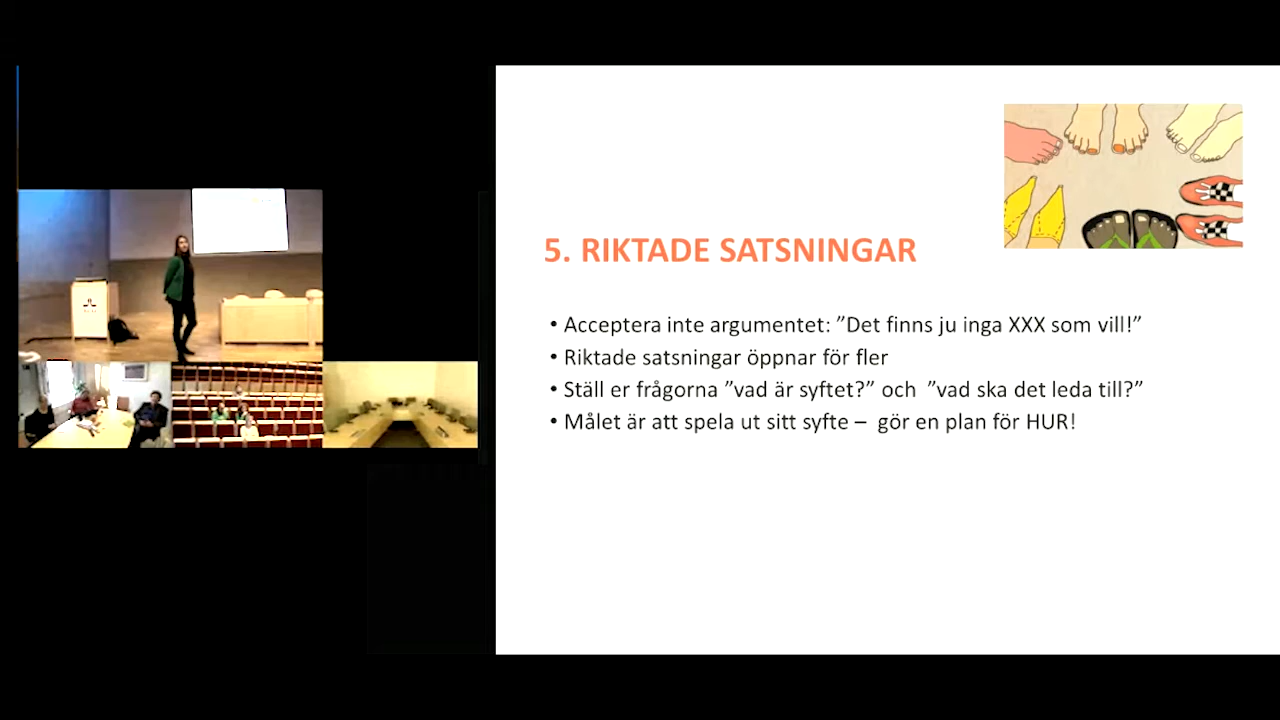 5. RIKTADE SATSNINGAR
• Acceptera inte argumentet: ”Det finns ju inga XXX som vill!”
• Riktade satsningar öppnar för fler
• Ställ er frågorna ”vad är syftet?” och ”vad ska det leda till?”
• Målet är att spela ut sitt syfte – gör en plan för HUR!